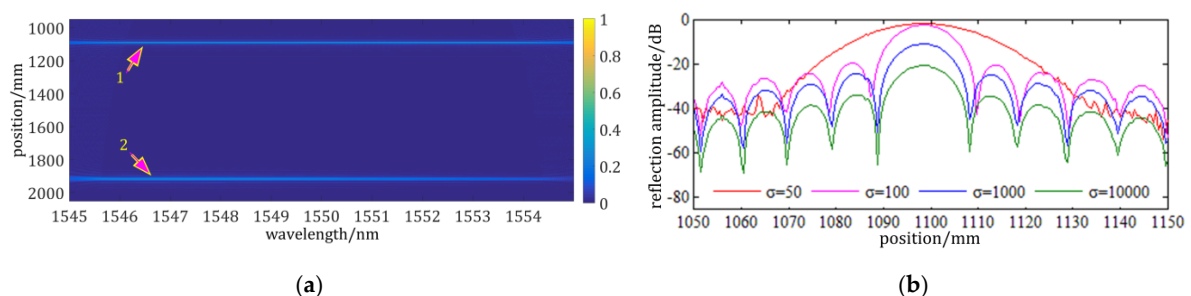 1000
1200
1400
1600
1800
2000
position/mm
1
2
1545 1546 1547 1548 1549 1550 1551 1552 1553 1554
wavelength/nm
1
0.8
0.6
0.4
0.2
0
(a)
0
-20
-40
-60
-80
reflection amplitude/dB
σ=50 σ=100 σ=1000 σ=10000
1050 1060 1070 1080 1090 1100 1110 1120 1130 1140 1150
position/mm
(b)